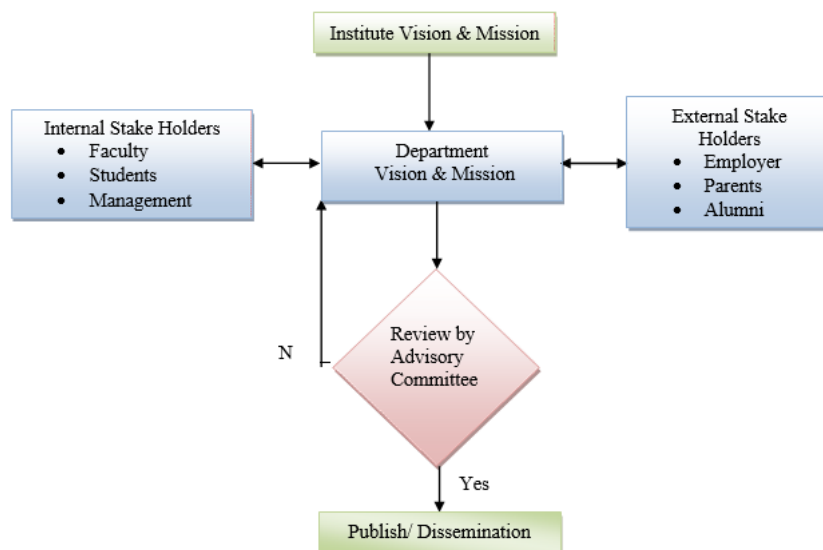 Institute Vision & Mission
Internal Stake Holders
• Faculty
• Students
• Management
Department
Vision & Mission
External Stake
Holders
• Employer
• Parents
• Alumni
Review by
Advisory
Committee
N
Yes
Publish/ Dissemination